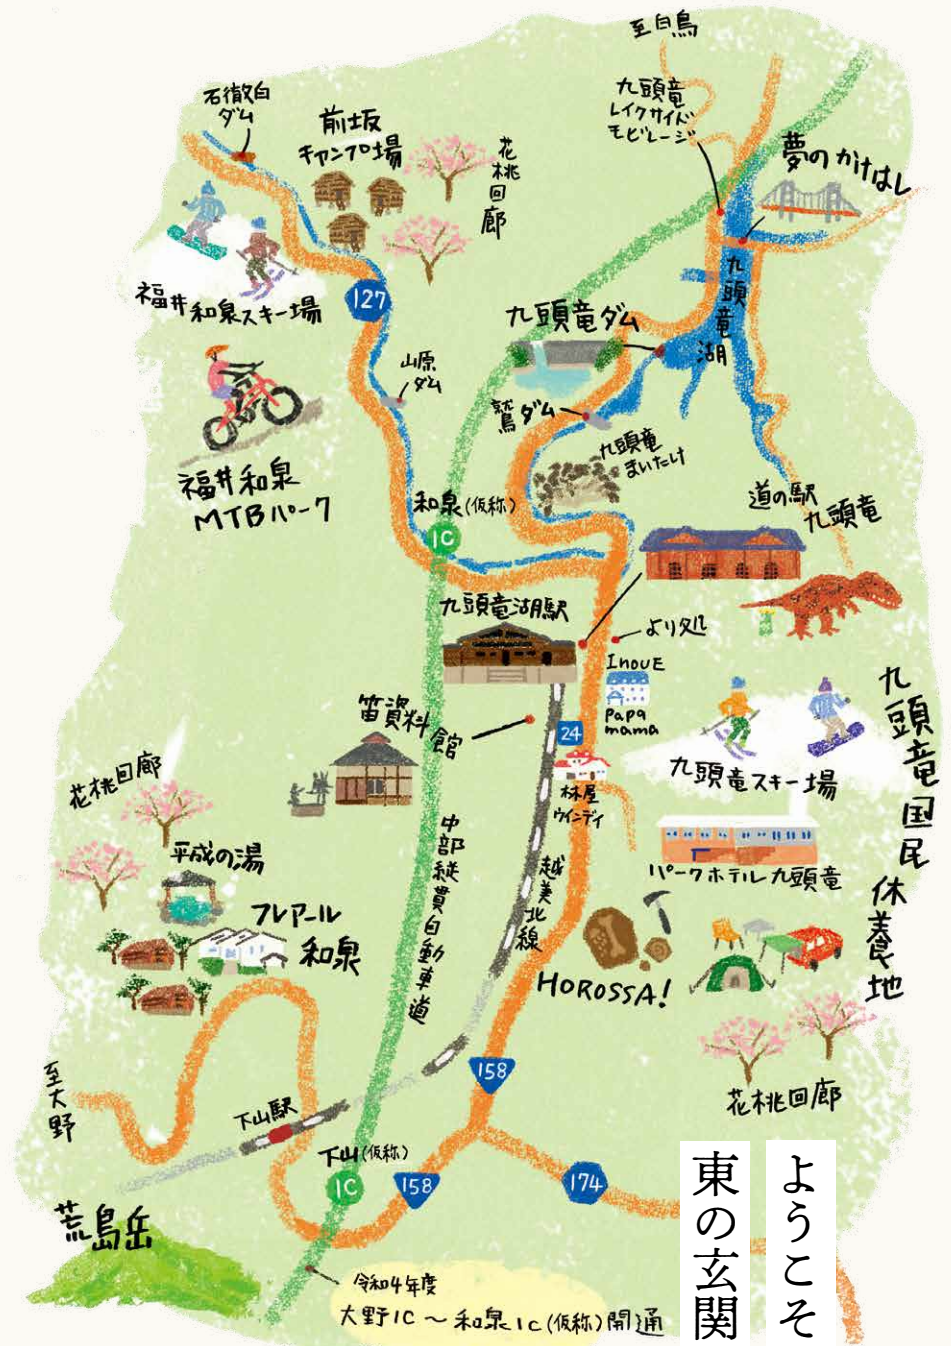 至白鳥
石徹白
ダム
前坂
キャンプ場
花桃回廊
九頭竜
レイクサイド
モビレージ
夢のかけはし
福井和泉スキー場
127
九頭竜ダム
九頭竜湖
山原
ダム
鷲ダム
九頭竜
まいたけ
福井和泉
MTBパーク
和泉(仮称)
IC
道の駅
九頭竜
九頭竜湖駅
より処
INOUE
Papa
mama
笛資料館
24
九頭竜スキー場
九頭竜国民休養地
林屋
ウインディ
花桃回廊
平成の湯
フレアール
和泉
中部縦貫自動車道
越美北線
パークホテル九頭竜
HOROSSA!
花桃回廊
至大野
158
下山駅
下山(仮称)
IC
158
174
荒島岳
令和4年度
大野IC～和泉IC(仮称)開通
ようこそ
東の玄関